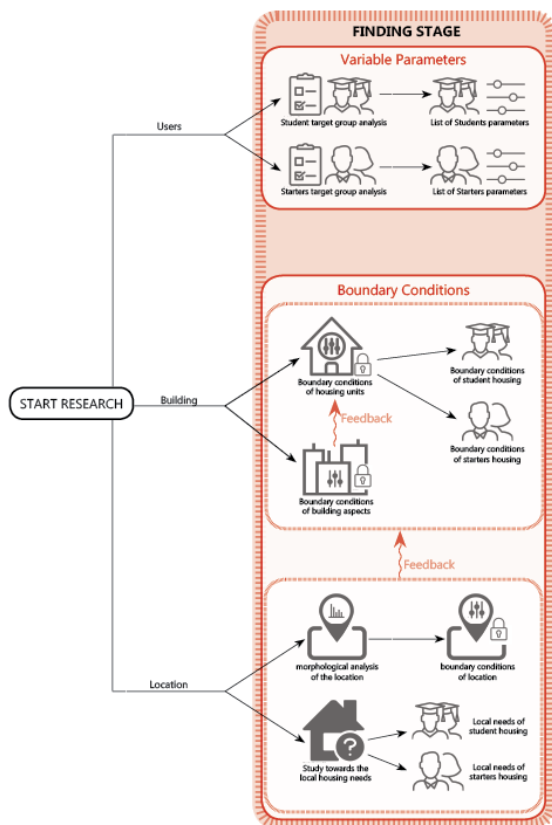 FINDING STAGE
Variable Parameters
Users
Student target group analysis
List of Students parameters
Starters target group analysis
List of Starters parameters
Boundary Conditions
START RESEARCH
Building
Boundary conditions
of housing units
Boundary conditions
of student housing
Feedback
Boundary conditions
of starters housing
Boundary conditions
of building aspects
Feedback
Location
morphological analysis
of the location
boundary conditions
of location
?
Study towards the
local housing needs
Local needs of
student housing
Local needs of
starters housing